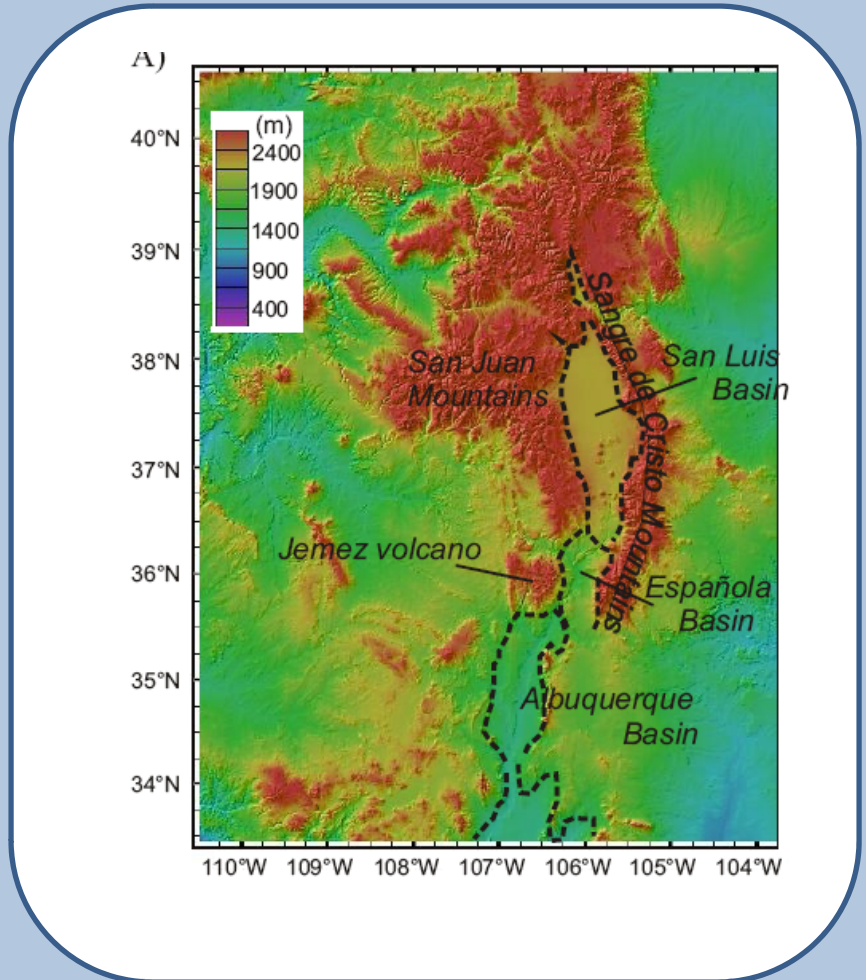 A)
(m)
2400
1900
1400
900
400
40°N
39°N
38°N
37°N
36°N
35°N
34°N
San Juan
Mountains
Sangre de Cristo Mountains
San Luis
Basin
Jemez volcano
Española
Basin
Albuquerque
Basin
110°W 109°W 108°W 107°W 106°W 105°W 104°W